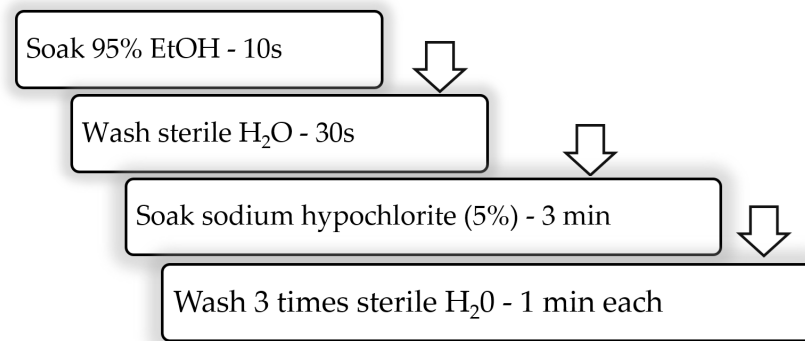 Soak 95% EtOH - 10s
Wash sterile H₂O - 30s
Soak sodium hypochlorite (5%) - 3 min
Wash 3 times sterile H₂0 - 1 min each